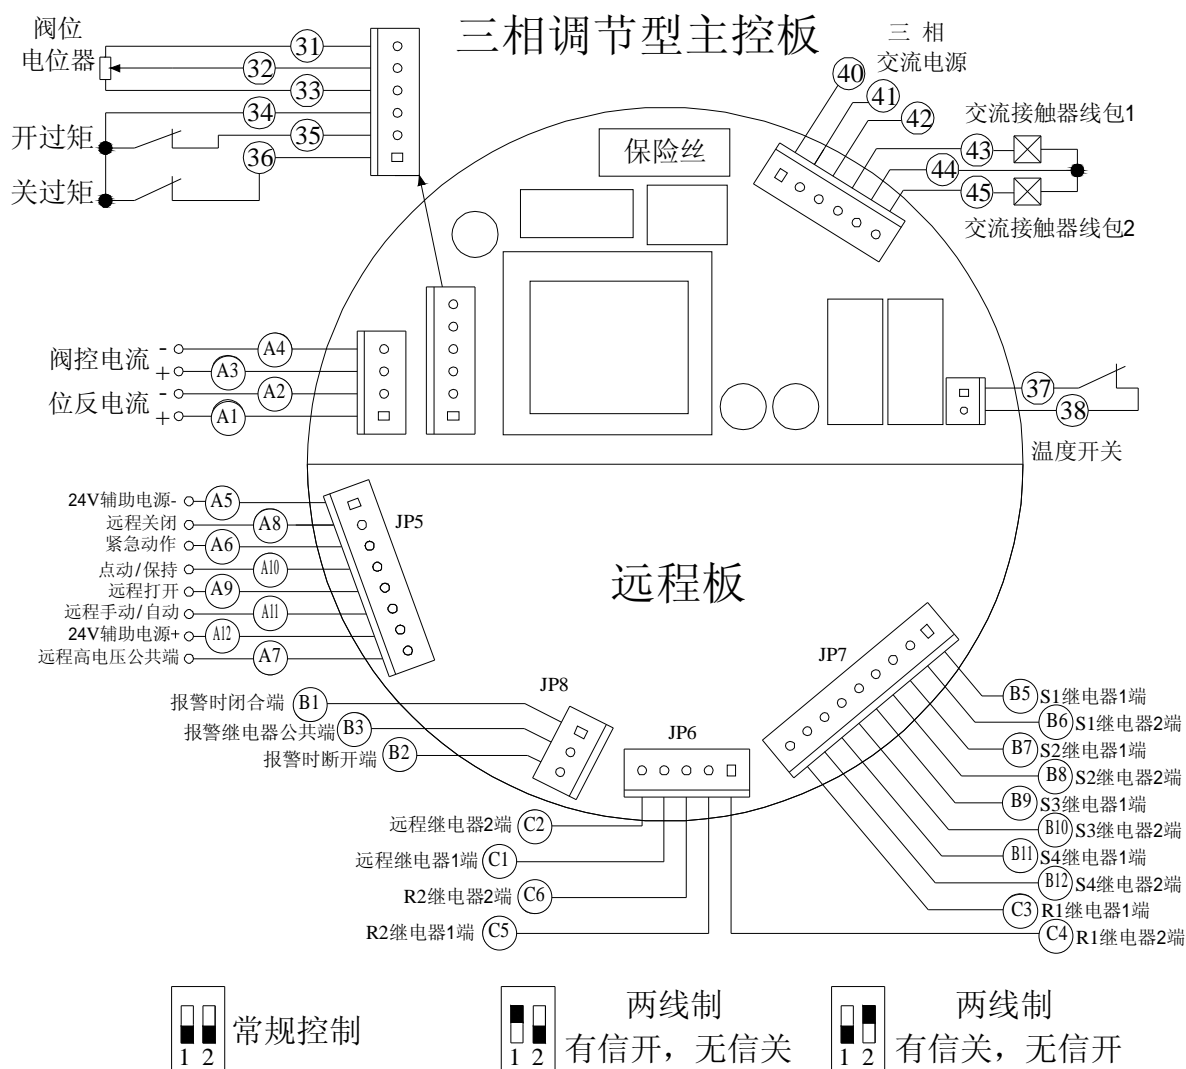 三相调节型主控板
阀位
电位器
31
32
33
34
35
36
开过矩
关过矩
保险丝
三 相
交流电源
40
41
42
43
44
45
交流接触器线包1
交流接触器线包2
阀控电流
- A4
+ A3
位反电流
- A2
+ A1
37
38
温度开关
24V辅助电源- A5
远程关闭 A8
紧急动作 A6
点动/保持 A10
远程打开 A9
远程手动/自动 A11
24V辅助电源+ A12
远程高电压公共端 A7
JP5
远程板
报警时闭合端 B1
报警继电器公共端 B3
报警时断开端 B2
JP8
JP6
JP7
远程继电器2端 C2
远程继电器1端 C1
R2继电器2端 C6
R2继电器1端 C5
B5 S1继电器1端
B6 S1继电器2端
B7 S2继电器1端
B8 S2继电器2端
B9 S3继电器1端
B10 S3继电器2端
B11 S4继电器1端
B12 S4继电器2端
C3 R1继电器1端
C4 R1继电器2端
1 2
常规控制
1 2
两线制
有信开，无信关
1 2
两线制
有信关，无信开